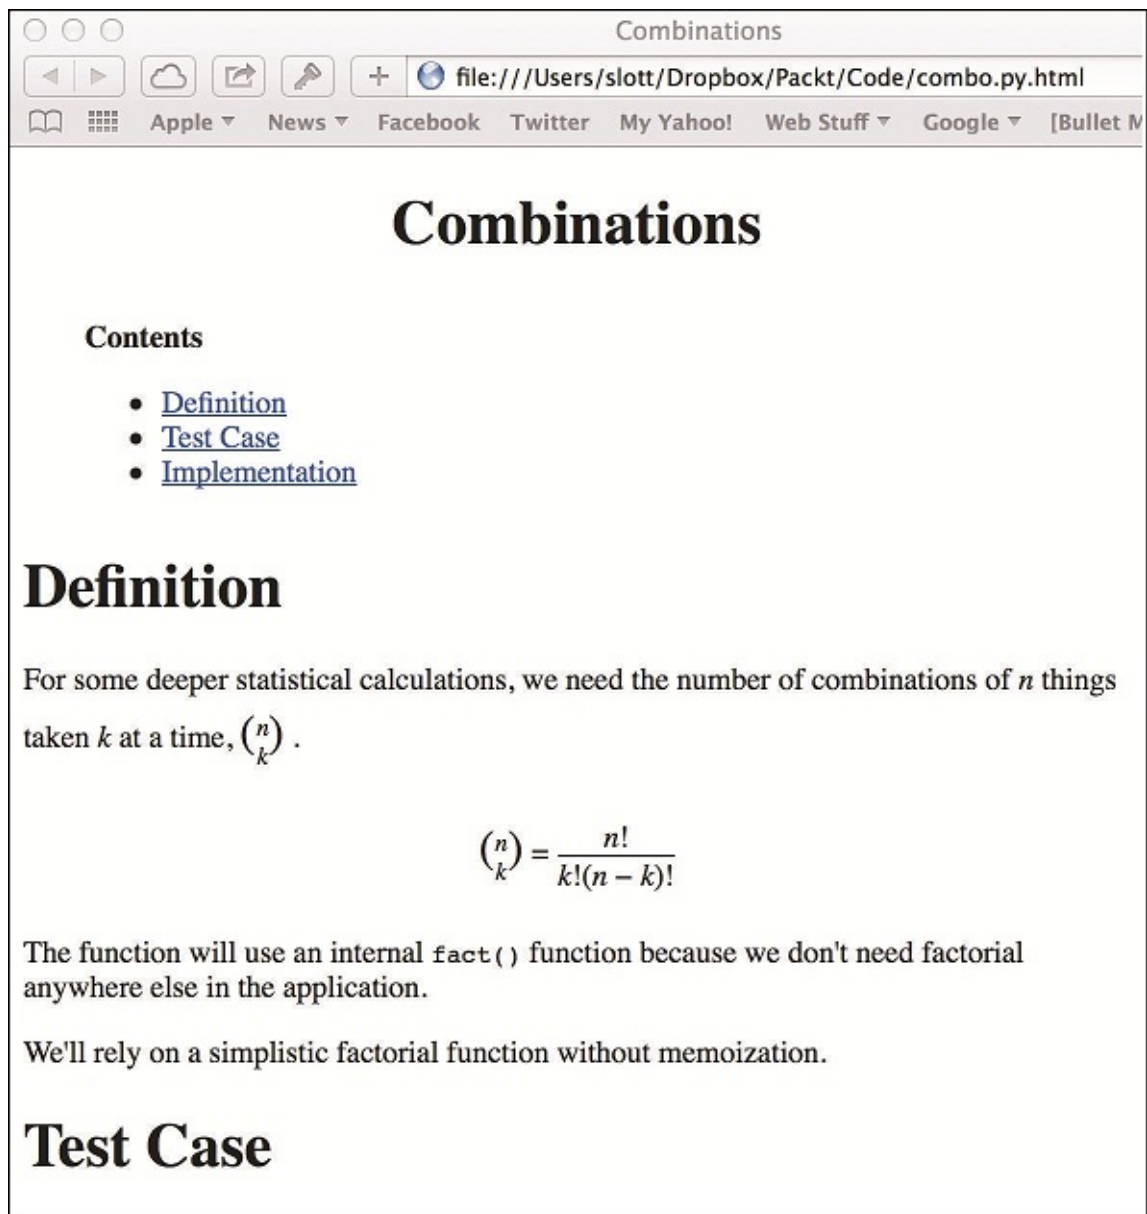 Combinations
file:///Users/slott/Dropbox/Packt/Code/combo.py.html
Apple News Facebook Twitter My Yahoo! Web Stuff Google [Bullet M
Combinations
Contents
• Definition
• Test Case
• Implementation
Definition
For some deeper statistical calculations, we need the number of combinations of n things
taken k at a time, (n k) .
(n k) = n! / k!(n − k)!
The function will use an internal fact() function because we don't need factorial
anywhere else in the application.
We'll rely on a simplistic factorial function without memoization.
Test Case